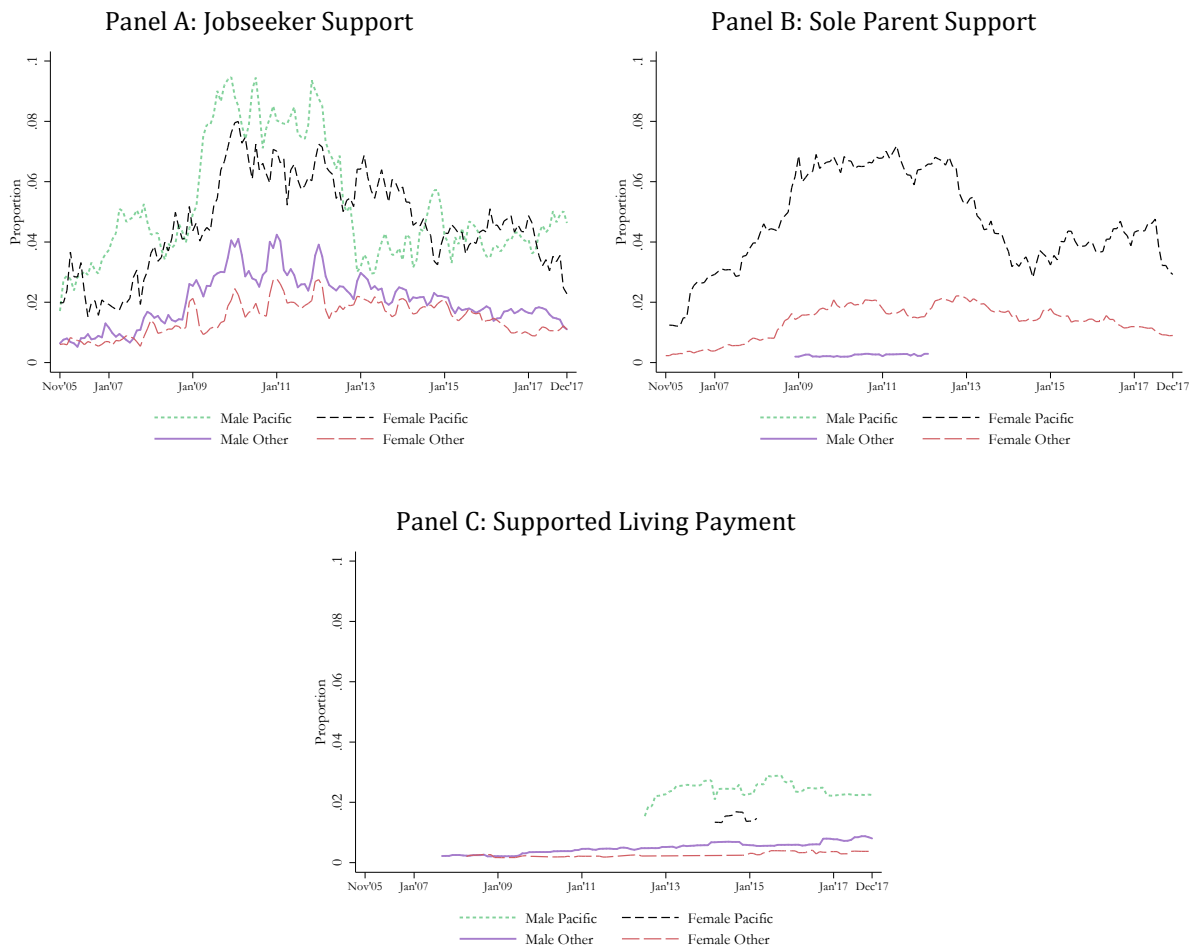 Panel A: Jobseeker Support
Proportion
0 .02 .04 .06 .08 .1
Nov'05 Jan'07 Jan'09 Jan'11 Jan'13 Jan'15 Jan'17 Dec'17
Male Pacific Female Pacific
Male Other Female Other
Panel B: Sole Parent Support
Proportion
0 .02 .04 .06 .08 .1
Nov'05 Jan'07 Jan'09 Jan'11 Jan'13 Jan'15 Jan'17 Dec'17
Male Pacific Female Pacific
Male Other Female Other
Panel C: Supported Living Payment
Proportion
0 .02 .04 .06 .08 .1
Nov'05 Jan'07 Jan'09 Jan'11 Jan'13 Jan'15 Jan'17 Dec'17
Male Pacific Female Pacific
Male Other Female Other